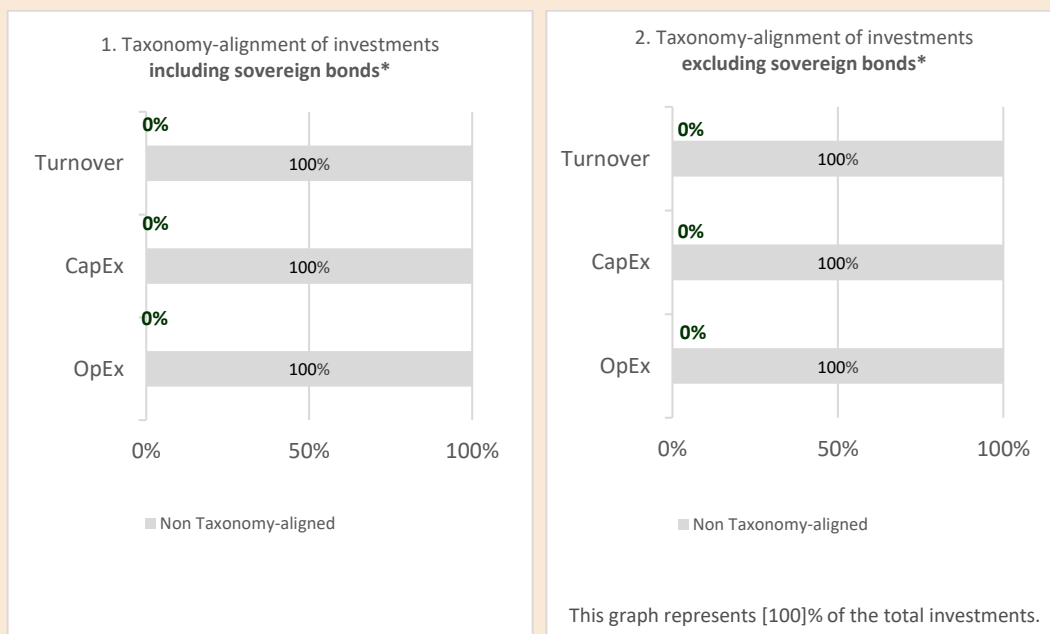 1. Taxonomy-alignment of investments
including sovereign bonds*
0%
Turnover
100%
0%
CapEx
100%
0%
OpEx
100%
0%
50%
100%
Non Taxonomy-aligned
2. Taxonomy-alignment of investments
excluding sovereign bonds*
0%
Turnover
100%
0%
CapEx
100%
0%
OpEx
100%
0%
50%
100%
Non Taxonomy-aligned
This graph represents [100]% of the total investments.